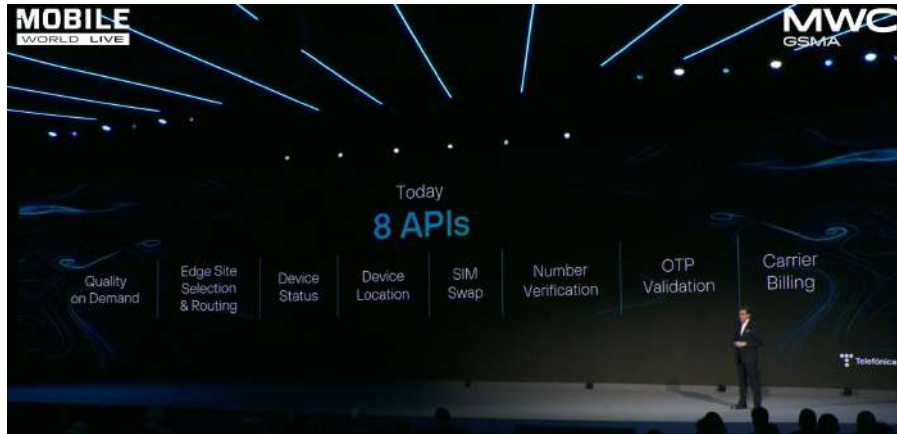 MOBILE
WORLD LIVE
MWC
GSMA
Today
8 APIs
Quality
on Demand
Edge Site
Selection
& Routing
Device
Status
Device
Location
SIM
Swap
Number
Verification
OTP
Validation
Carrier
Billing
Telefónica